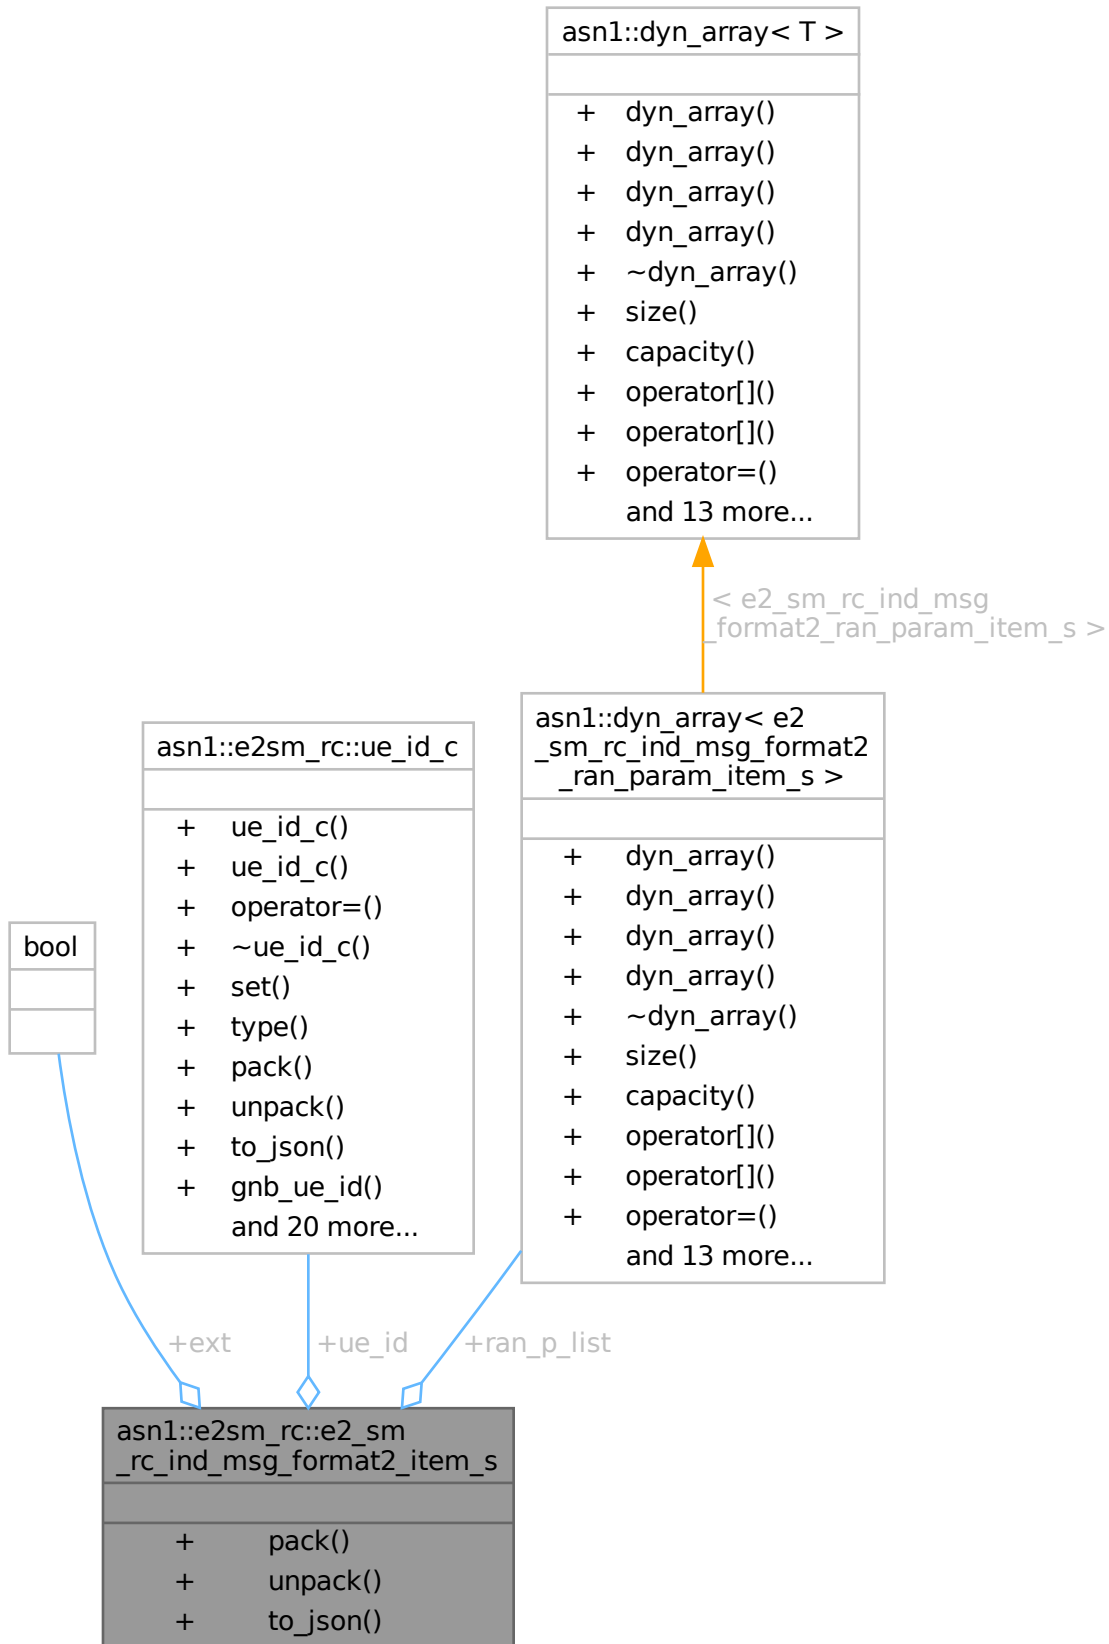 asn1::dyn_array< T >
+ dyn_array()
+ dyn_array()
+ dyn_array()
+ dyn_array()
+ ~dyn_array()
+ size()
+ capacity()
+ operator[]()
+ operator[]()
+ operator=()
and 13 more...
< e2_sm_rc_ind_msg
_format2_ran_param_item_s >
asn1::dyn_array< e2
_sm_rc_ind_msg_format2
_ran_param_item_s >
+ dyn_array()
+ dyn_array()
+ dyn_array()
+ dyn_array()
+ ~dyn_array()
+ size()
+ capacity()
+ operator[]()
+ operator[]()
+ operator=()
and 13 more...
asn1::e2sm_rc::ue_id_c
+ ue_id_c()
+ ue_id_c()
+ operator=()
+ ~ue_id_c()
+ set()
+ type()
+ pack()
+ unpack()
+ to_json()
+ gnb_ue_id()
and 20 more...
bool
+ext
+ue_id
+ran_p_list
asn1::e2sm_rc::e2_sm
_rc_ind_msg_format2_item_s
+ pack()
+ unpack()
+ to_json()